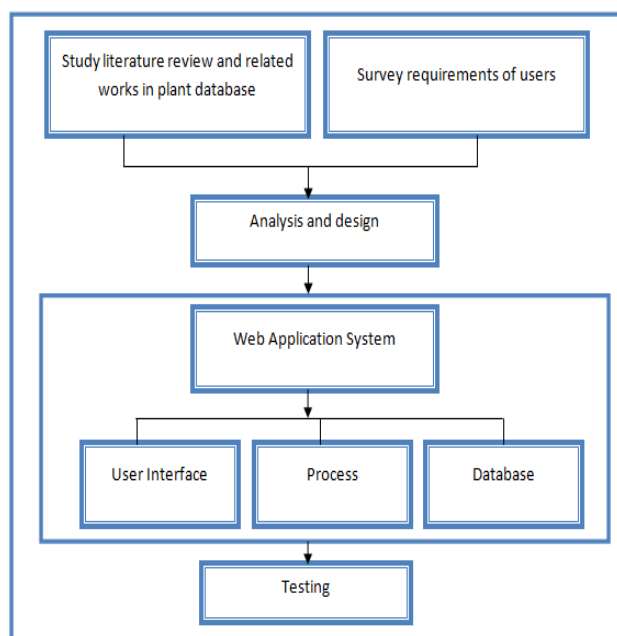 Study literature review and related
works in plant database
Survey requirements of users
Analysis and design
Web Application System
User Interface
Process
Database
Testing